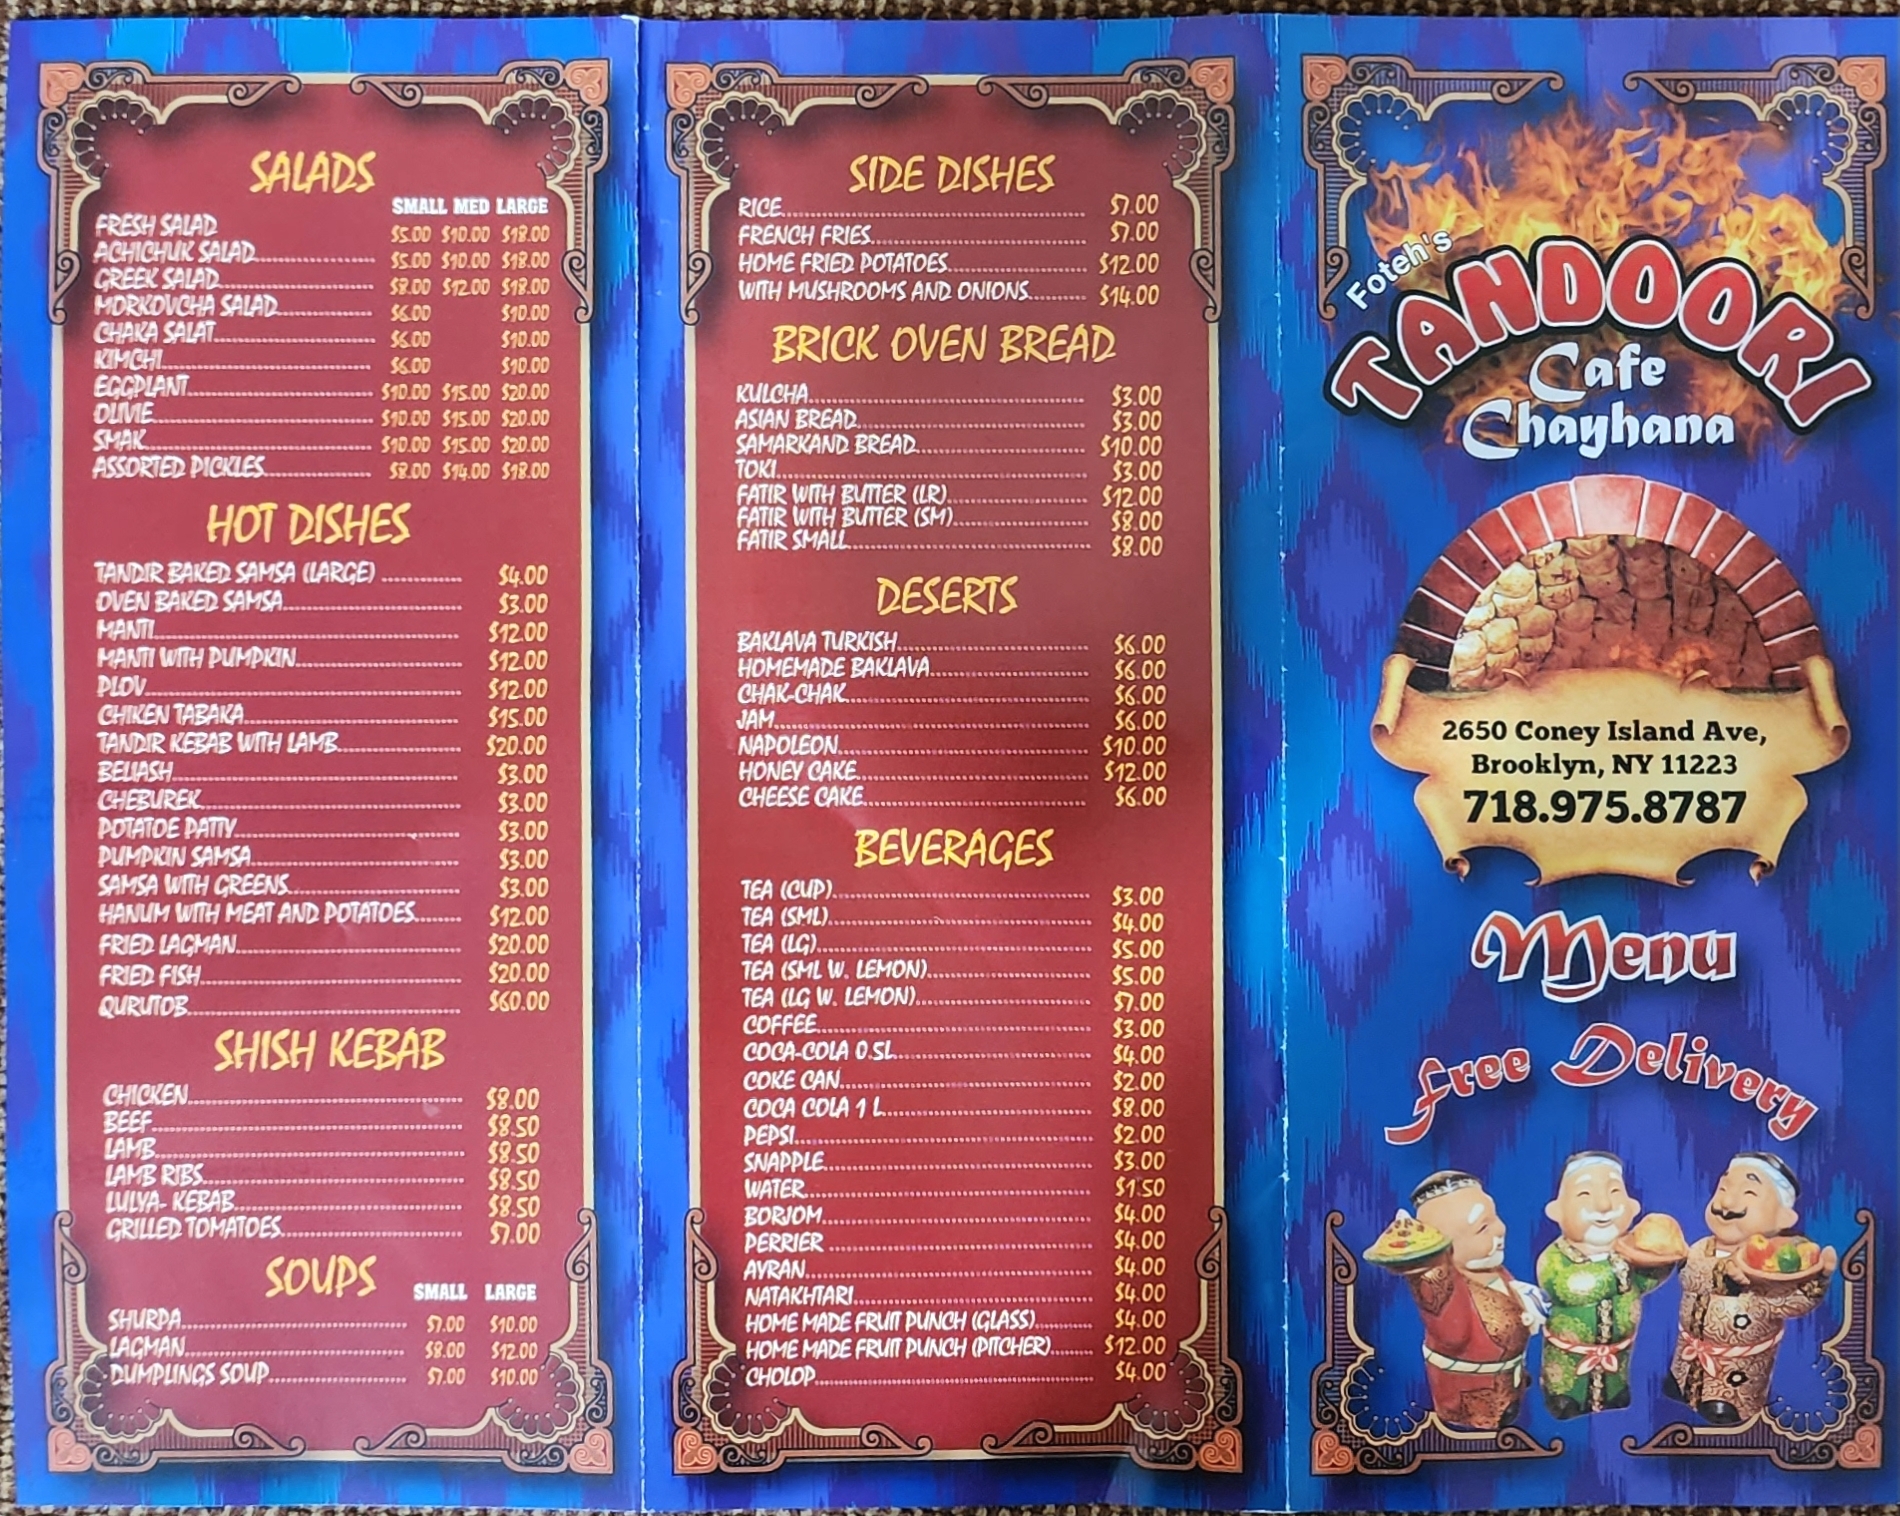 SALADS
SMALL MED LARGE
FRESH SALAD $5.00 $10.00 $18.00
ACHICHUK SALAD $5.00 $10.00 $18.00
GREEK SALAD $8.00 $12.00 $18.00
MORKOVCHA SALAD $6.00 $10.00
CHAKA SALAT $6.00 $10.00
KIMCHI $6.00 $10.00
EGGPLANT $10.00 $15.00 $20.00
OLIVIE $10.00 $15.00 $20.00
SMAK $10.00 $15.00 $20.00
ASSORTED PICKLES $8.00 $14.00 $18.00
HOT DISHES
TANDIR BAKED SAMSA (LARGE) $4.00
OVEN BAKED SAMSA $3.00
MANTI $12.00
MANTI WITH PUMPKIN $12.00
PLOV $12.00
CHIKEN TABAKA $15.00
TANDIR KEBAB WITH LAMB $20.00
BELIASH $3.00
CHEBUREK $3.00
POTATOE PATTY $3.00
PUMPKIN SAMSA $3.00
SAMSA WITH GREENS $3.00
HANUM WITH MEAT AND POTATOES $12.00
FRIED LAGMAN $20.00
FRIED FISH $20.00
QURUTOB $60.00
SHISH KEBAB
CHICKEN $8.00
BEEF $8.50
LAMB $8.50
LAMB RIBS $8.50
LULYA- KEBAB $8.50
GRILLED TOMATOES $7.00
SOUPS
SMALL LARGE
SHURPA $7.00 $10.00
LAGMAN $8.00 $12.00
DUMPLINGS SOUP $7.00 $10.00
SIDE DISHES
RICE $7.00
FRENCH FRIES $7.00
HOME FRIED POTATOES $12.00
WITH MUSHROOMS AND ONIONS $14.00
BRICK OVEN BREAD
KULCHA $3.00
ASIAN BREAD $3.00
SAMARKAND BREAD $10.00
TOKI $3.00
FATIR WITH BUTTER (LR) $12.00
FATIR WITH BUTTER (SM) $8.00
FATIR SMALL $8.00
DESERTS
BAKLAVA TURKISH $6.00
HOMEMADE BAKLAVA $6.00
CHAK-CHAK $6.00
JAM $6.00
NAPOLEON $10.00
HONEY CAKE $12.00
CHEESE CAKE $6.00
BEVERAGES
TEA (CUP) $3.00
TEA (SML) $4.00
TEA (LG) $5.00
TEA (SML W. LEMON) $5.00
TEA (LG W. LEMON) $7.00
COFFEE $3.00
COCA-COLA 0.5L $4.00
COKE CAN $2.00
COCA COLA 1 L $8.00
PEPSI $2.00
SNAPPLE $3.00
WATER $1.50
BORJOM $4.00
PERRIER $4.00
AYRAN $4.00
NATAKHTARI $4.00
HOME MADE FRUIT PUNCH (GLASS) $4.00
HOME MADE FRUIT PUNCH (PITCHER) $12.00
CHOLOP $4.00
Foteh's
TANDOORI
Cafe
Chayhana
2650 Coney Island Ave,
Brooklyn, NY 11223
718.975.8787
Menu
Free Delivery